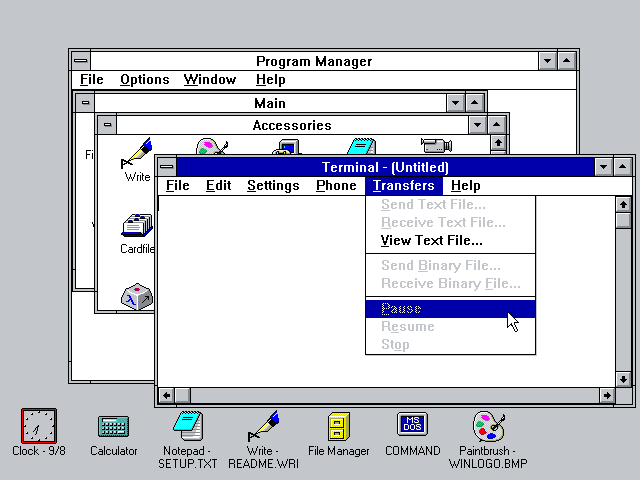 Program Manager
File Options Window Help
Main
Accessories
Write
Cardfile
Terminal - (Untitled)
File Edit Settings Phone Transfers Help
Send Text File...
Receive Text File...
View Text File...
Send Binary File...
Receive Binary File...
Pause
Resume
Stop
MS
DOS
Clock - 9/8
Calculator
Notepad -
SETUP.TXT
Write -
README.WRI
File Manager
COMMAND
Paintbrush -
WINLOGO.BMP